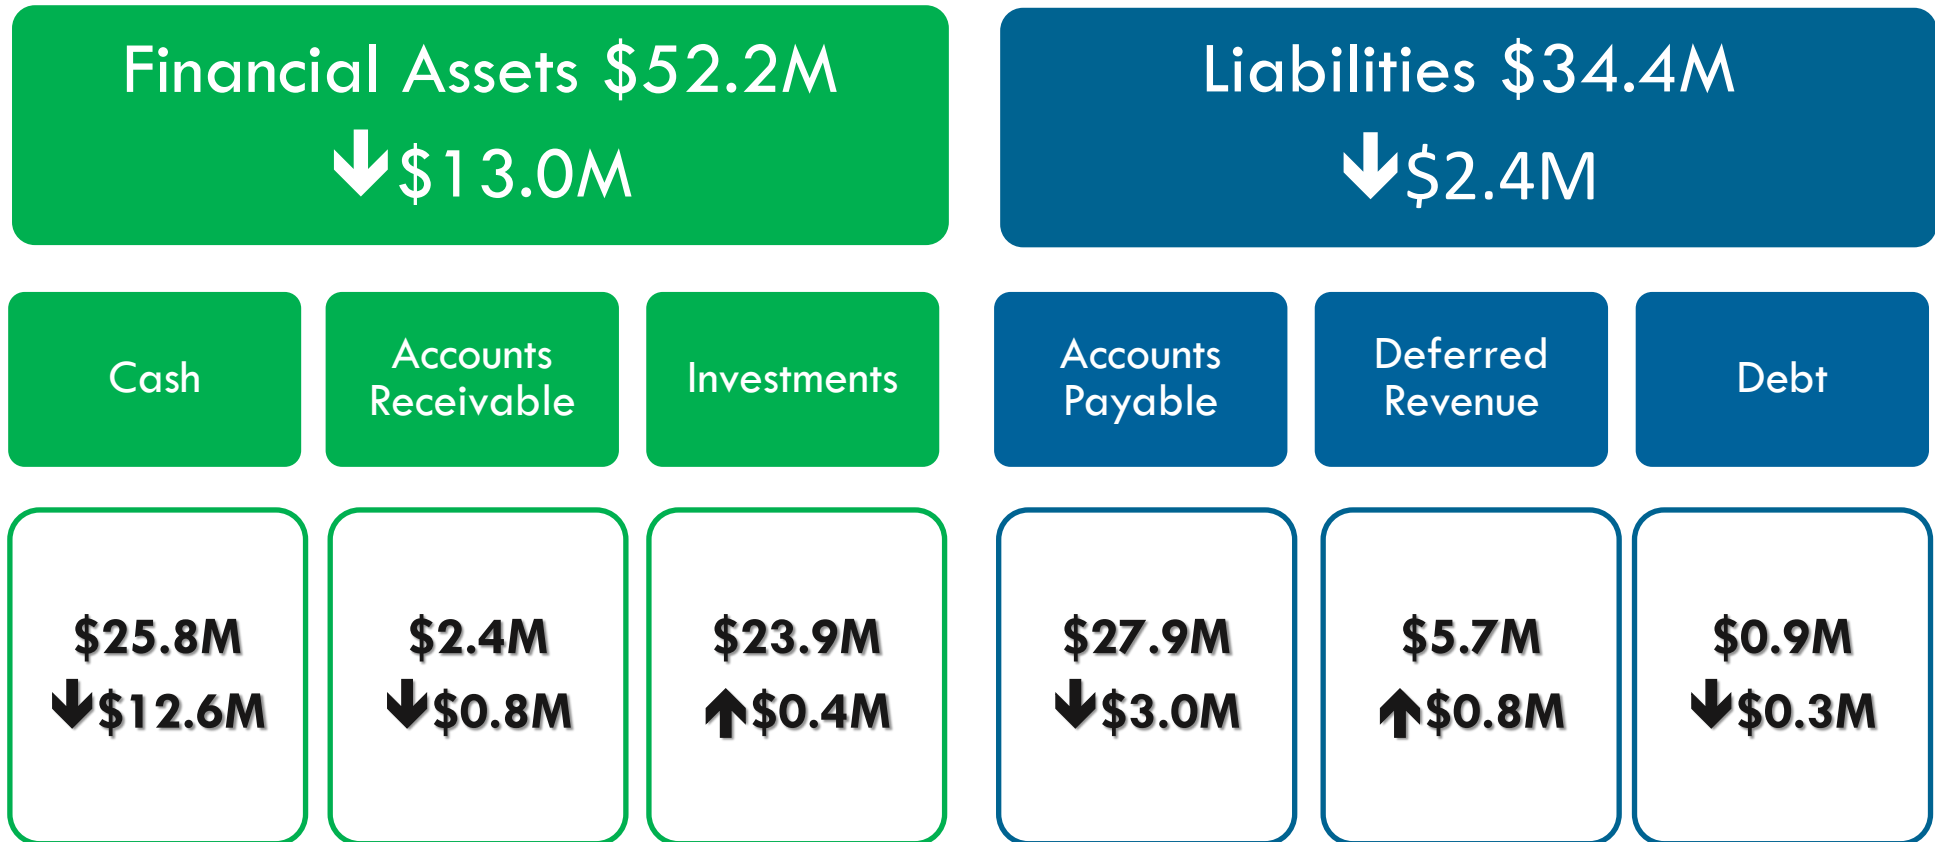 Financial Assets $52.2M
↓$13.0M
Liabilities $34.4M
↓$2.4M
Cash
Accounts
Receivable
Investments
Accounts
Payable
Deferred
Revenue
Debt
$25.8M
↓$12.6M
$2.4M
↓$0.8M
$23.9M
↑$0.4M
$27.9M
↓$3.0M
$5.7M
↑$0.8M
$0.9M
↓$0.3M